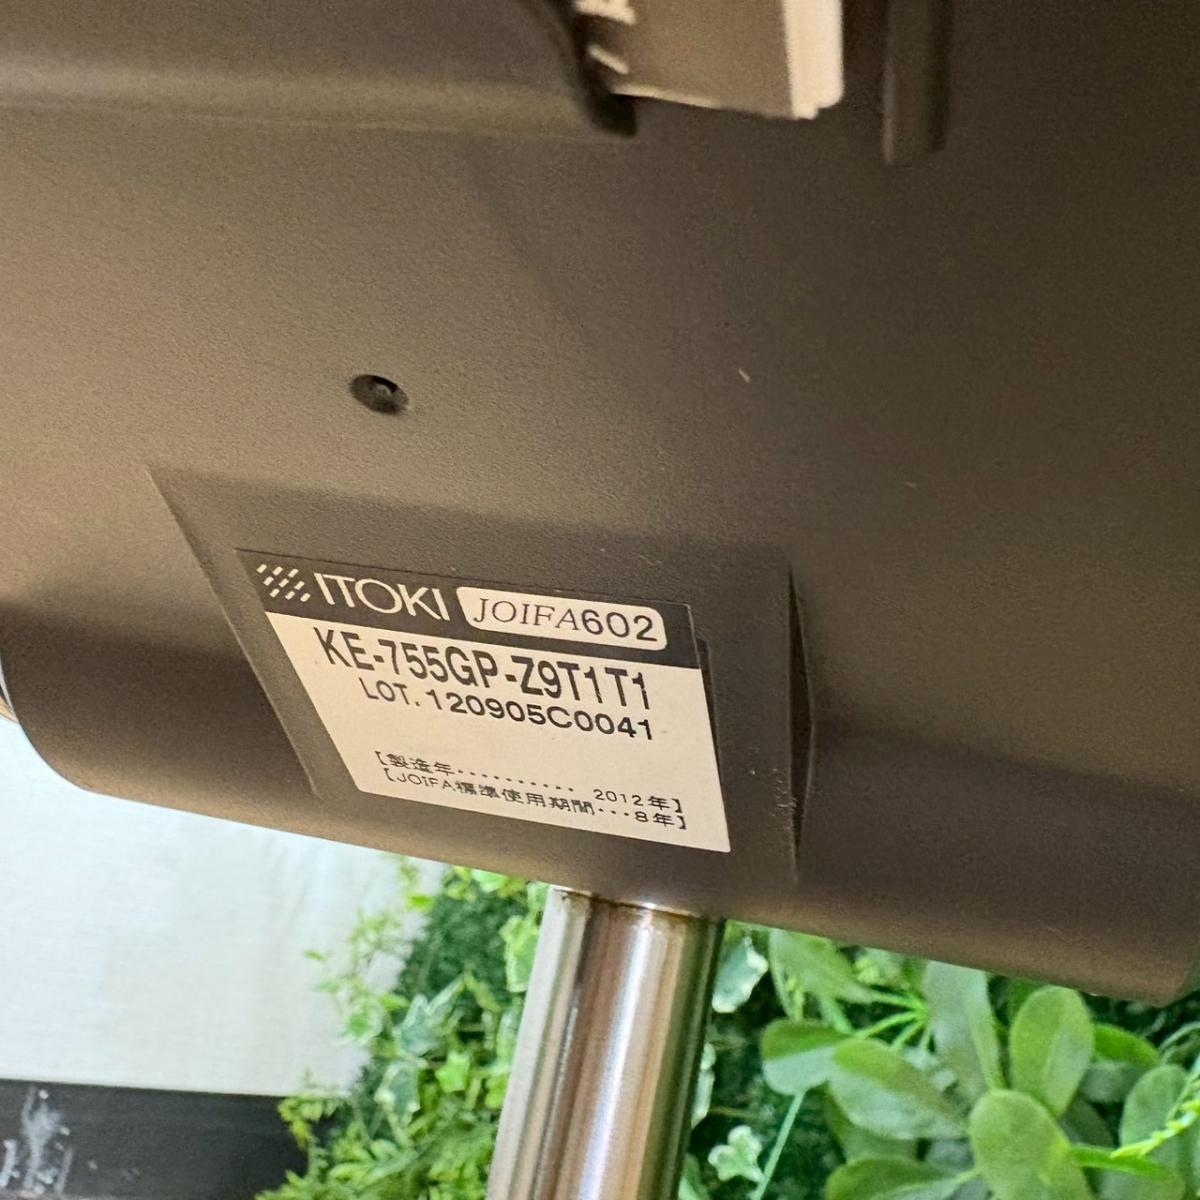 ITOKI JOIFA602
KE-755GP-Z9T1T1
LOT.120905C0041
【製造年.......... 2012年】
【JOIFA標準使用期間...8年】